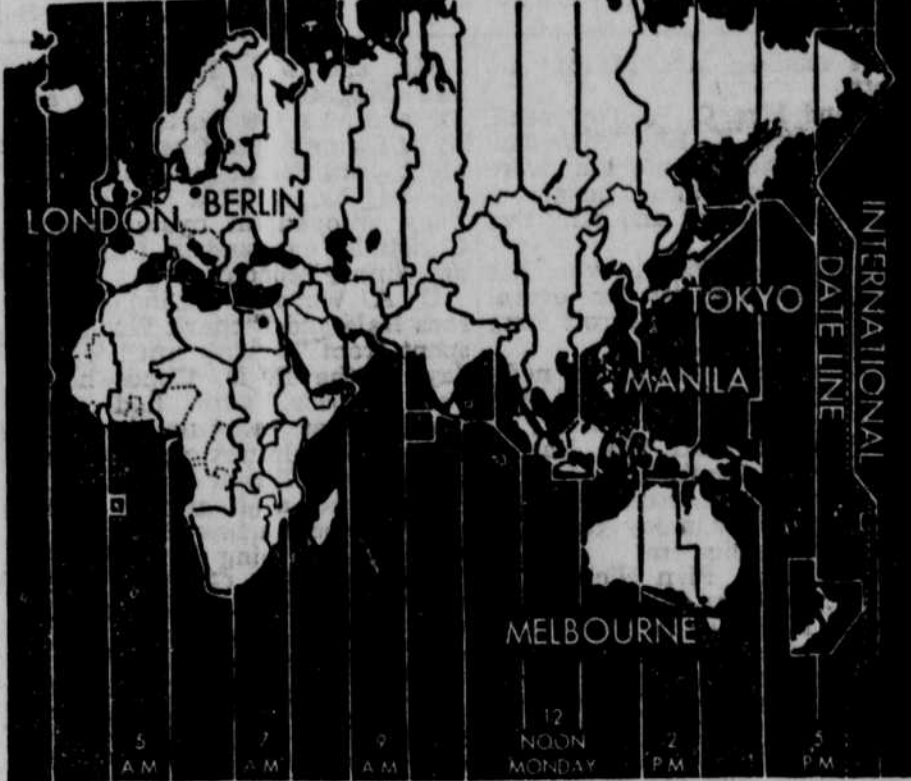 LONDON
BERLIN
TOKYO
MANILA
MELBOURNE
INTERNATIONAL
DATE LINE
5
A M
7
A M
9
A M
12
NOON
MONDAY
2
P M
5
P M